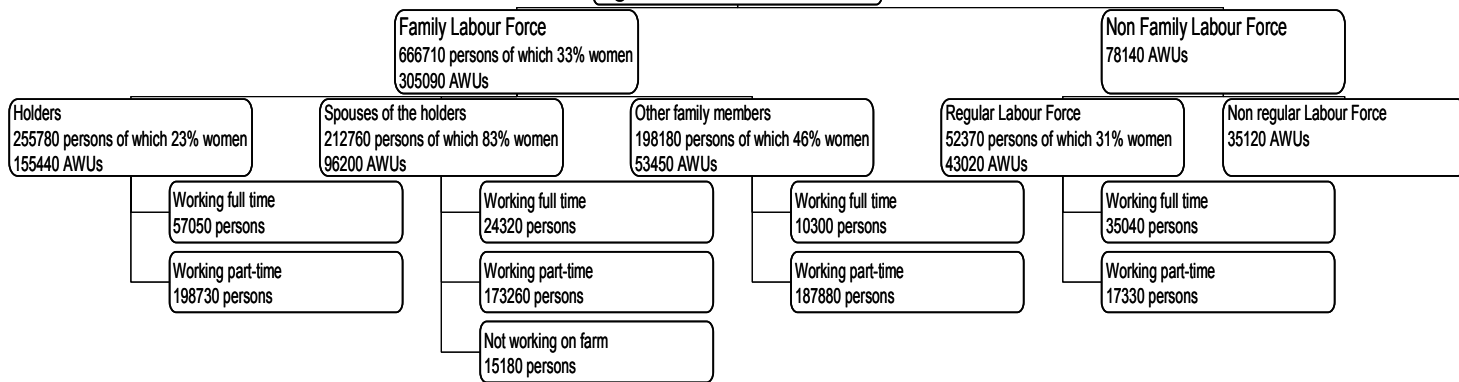 Family Labour Force
666710 persons of which 33% women
305090 AWUs
Non Family Labour Force
78140 AWUs
Holders
255780 persons of which 23% women
155440 AWUs
Spouses of the holders
212760 persons of which 83% women
96200 AWUs
Other family members
198180 persons of which 46% women
53450 AWUs
Regular Labour Force
52370 persons of which 31% women
43020 AWUs
Non regular Labour Force
35120 AWUs
Working full time
57050 persons
Working part-time
198730 persons
Working full time
24320 persons
Working part-time
173260 persons
Not working on farm
15180 persons
Working full time
10300 persons
Working part-time
187880 persons
Working full time
35040 persons
Working part-time
17330 persons